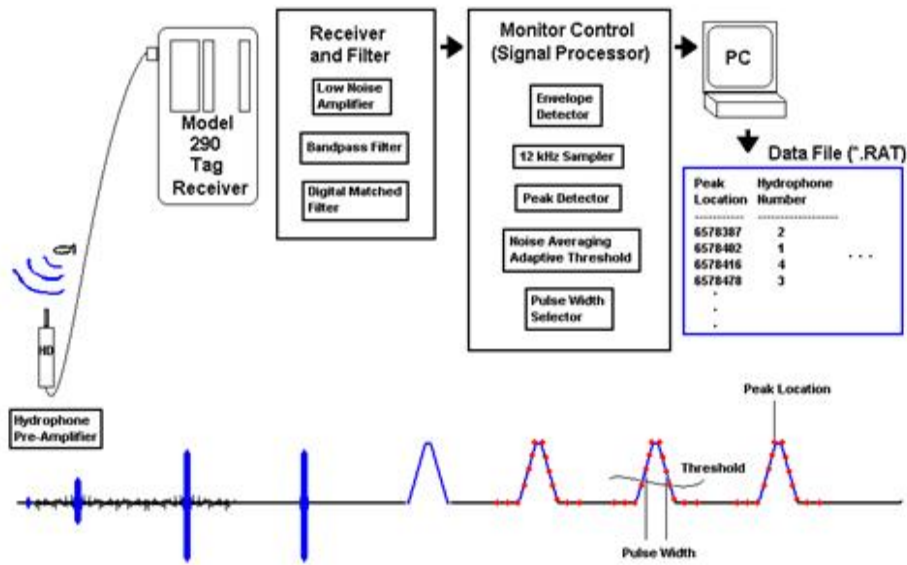 Model
290
Tag
Receiver
HD
Hydrophone
Pre-Amplifier
Receiver
and Filter
Low Noise
Amplifier
Bandpass Filter
Digital Matched
Filter
Monitor Control
(Signal Processor)
Envelope
Detector
12 kHz Sampler
Peak Detector
Noise Averaging
Adaptive Threshold
Pulse Width
Selector
PC
Data File (*.RAT)
Peak Hydrophone
Location Number
---------- ----------------
6578387 2
6578402 1
6578416 4
6578478 3
. . .
.
.
.
Peak Location
Threshold
Pulse Width